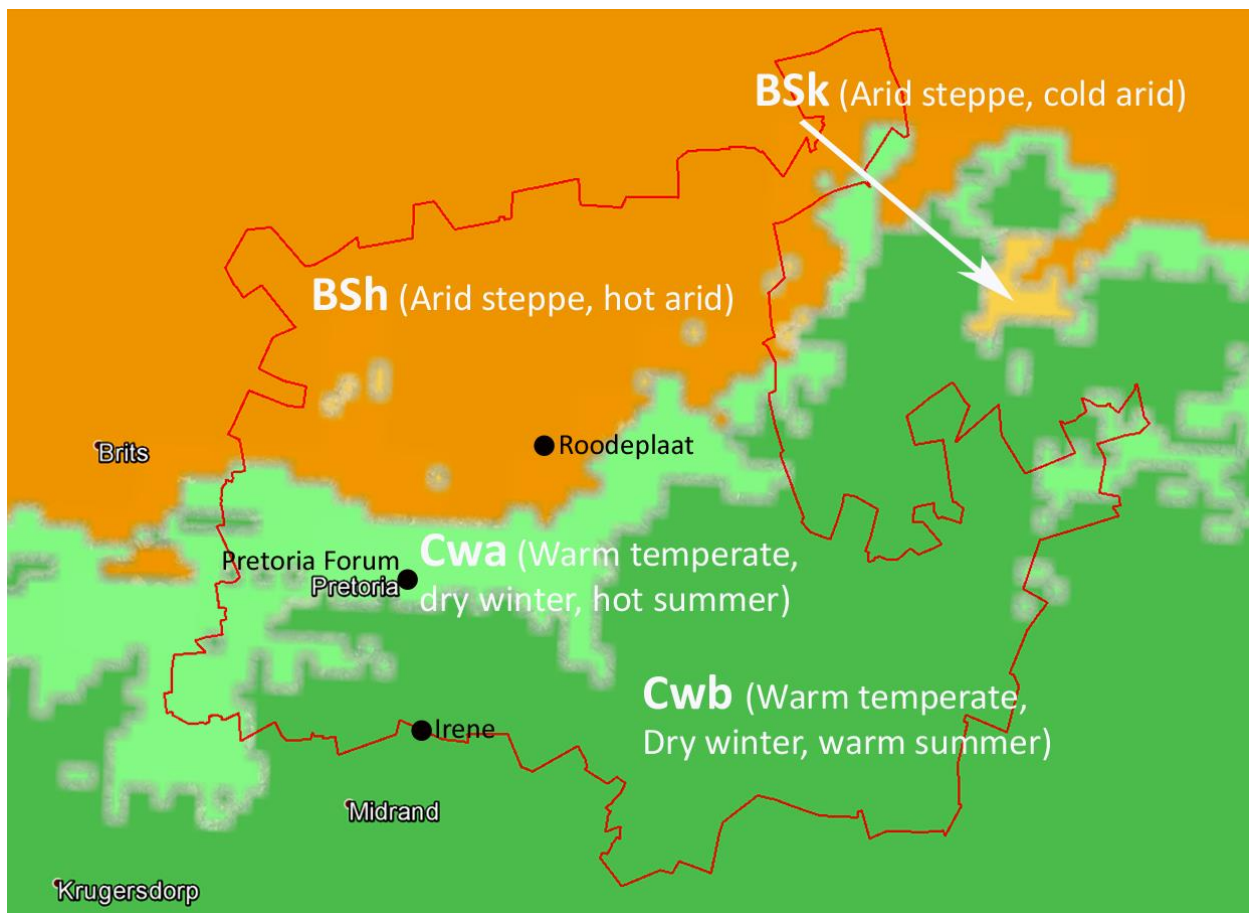 BSk (Arid steppe, cold arid)
BSh (Arid steppe, hot arid)
Brits
Roodeplaat
Pretoria Forum
Pretoria
Cwa (Warm temperate,
dry winter, hot summer)
Cwb (Warm temperate,
Dry winter, warm summer)
Irene
Midrand
Krugersdorp